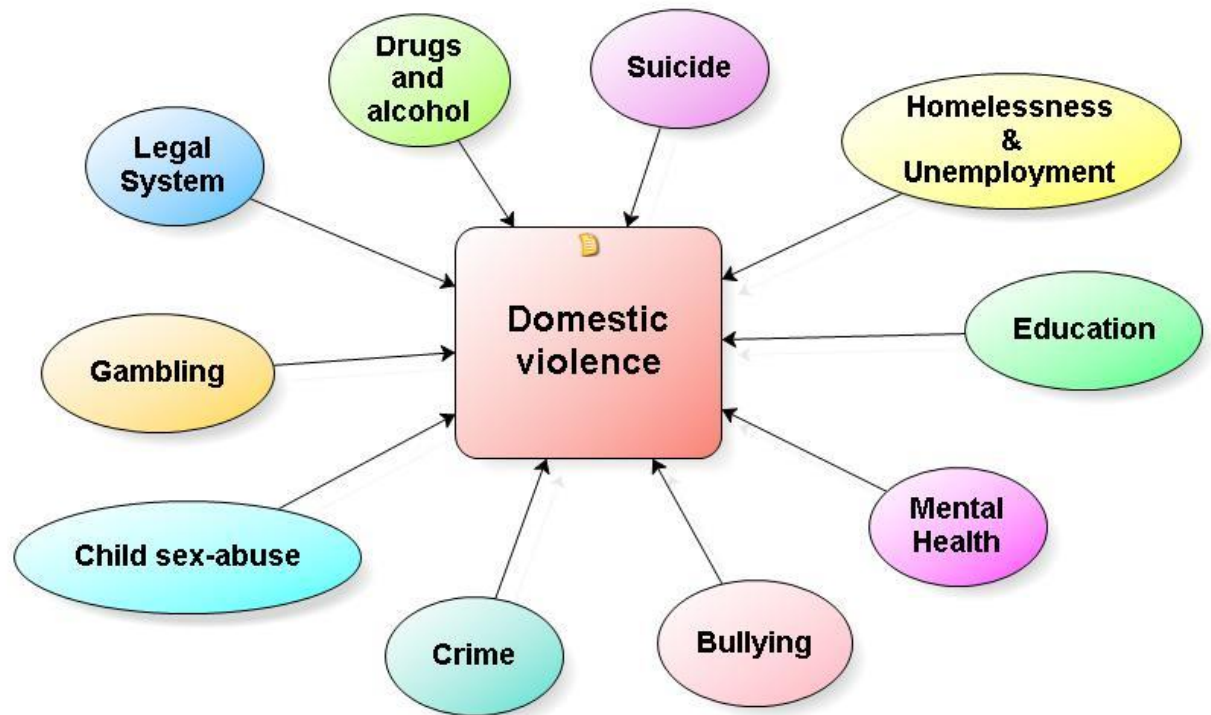 Drugs
and
alcohol
Suicide
Homelessness
&
Unemployment
Legal
System
Domestic
violence
Education
Gambling
Mental
Health
Child sex-abuse
Crime
Bullying